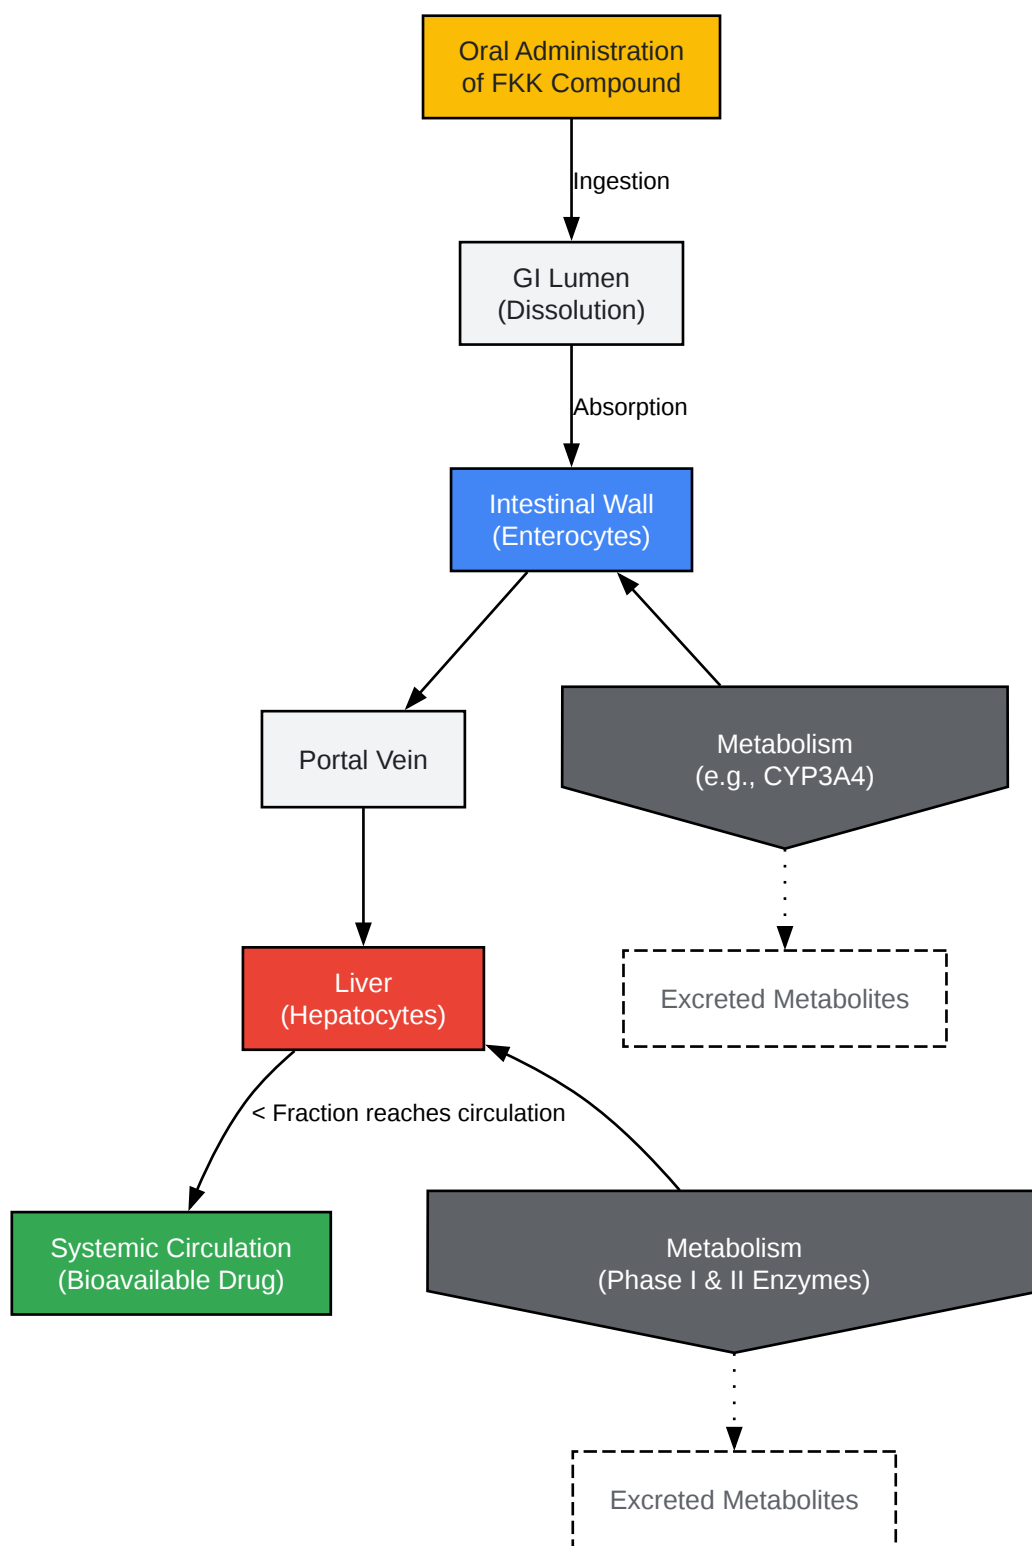 Oral Administration
of FKK Compound
Ingestion
GI Lumen
(Dissolution)
Absorption
Intestinal Wall
(Enterocytes)
Portal Vein
Metabolism
(e.g., CYP3A4)
Liver
(Hepatocytes)
Excreted Metabolites
< Fraction reaches circulation
Systemic Circulation
(Bioavailable Drug)
Metabolism
(Phase I & II Enzymes)
Excreted Metabolites